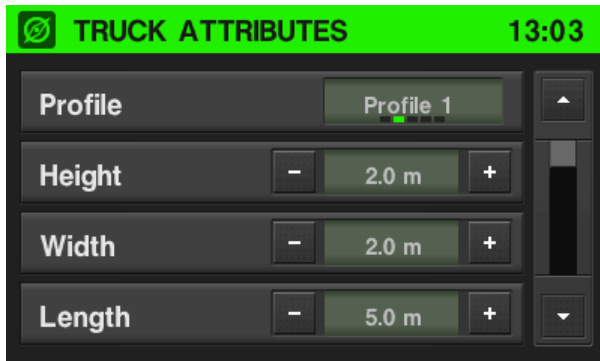 TRUCK ATTRIBUTES 13:03
Profile Profile 1
Height - 2.0 m +
Width - 2.0 m +
Length - 5.0 m +